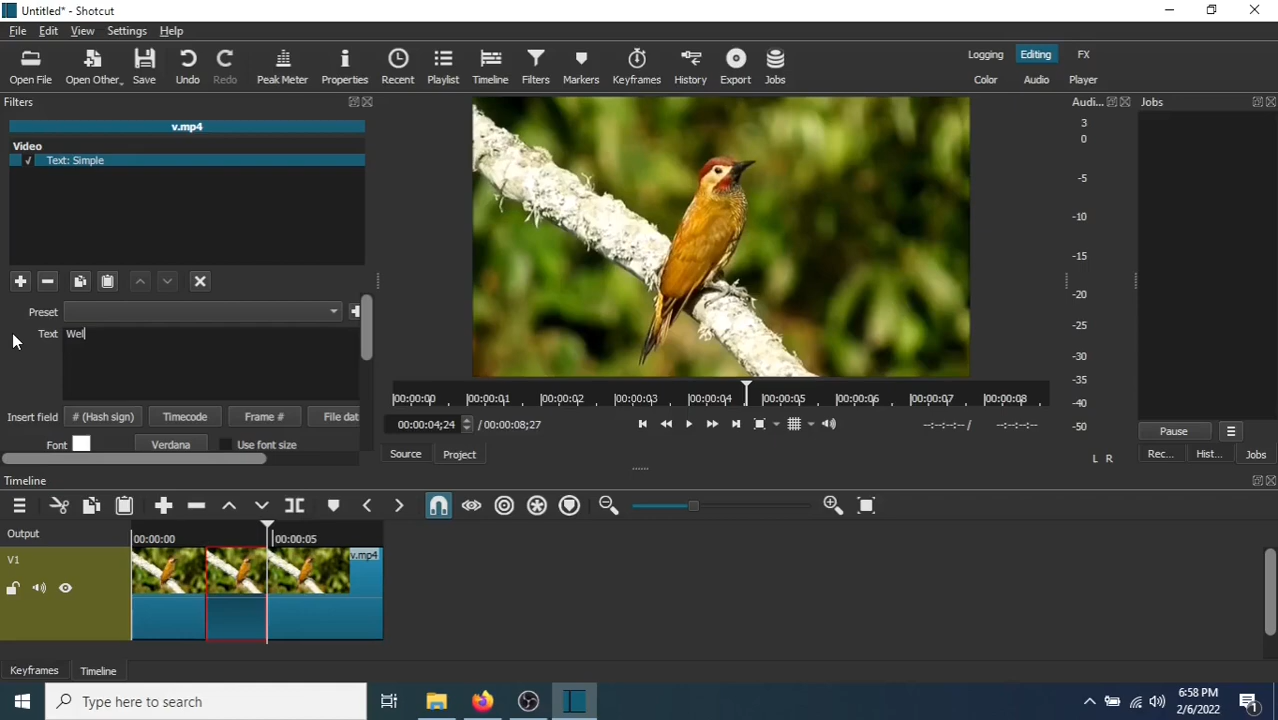 Untitled* - Shotcut
File Edit View Settings Help
Open File Open Other Save Undo Redo Peak Meter Properties Recent Playlist Timeline Filters Markers Keyframes History Export Jobs
Logging Editing FX
Color Audio Player
Filters
v.mp4
Video
✓ Text: Simple
Preset
Text Wel
Insert field # (Hash sign) Timecode Frame # File dat
Font Verdana Use font size
00:00:00 00:00:01 00:00:02 00:00:03 00:00:04 00:00:05 00:00:06 00:00:07 00:00:08
00:00:04;24 / 00:00:08;27 --:--:--:-- / --:--:--:--
Source Project
Audi...
3
0
-5
-10
-15
-20
-25
-30
-35
-40
-50
L R
Jobs
Pause
Rec... Hist... Jobs
Timeline
Output
00:00:00 00:00:05
V1
v.mp4
Keyframes Timeline
Type here to search
6:58 PM
2/6/2022
1